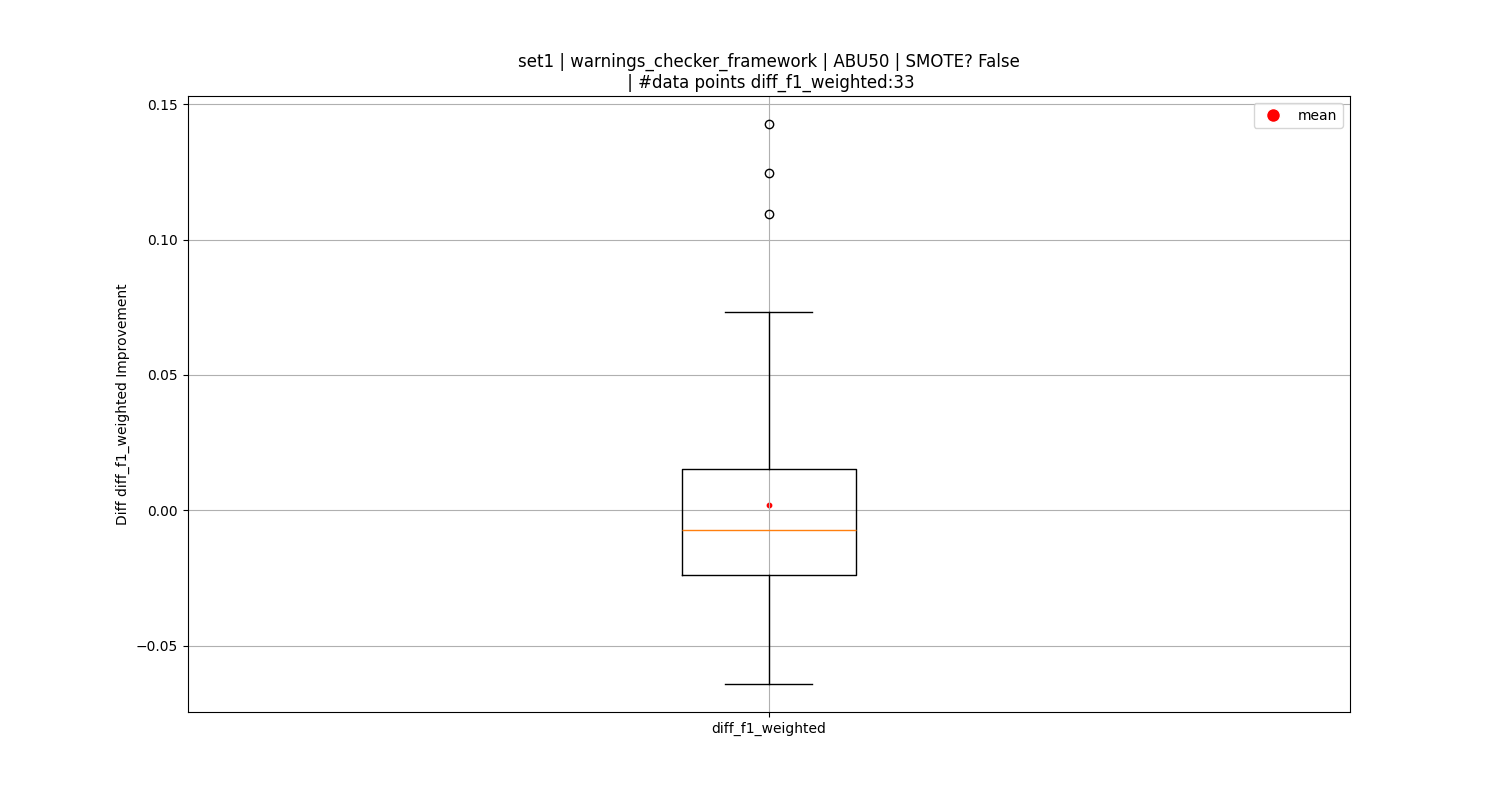 set1 | warnings_checker_framework | ABU50 | SMOTE? False
| #data points diff_f1_weighted:33
mean
0.15
0.10
0.05
0.00
−0.05
Diff diff_f1_weighted Improvement
diff_f1_weighted